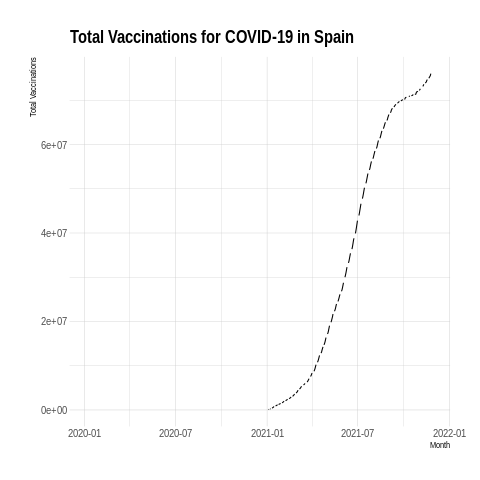 Total Vaccinations for COVID-19 in Spain
Total Vaccinations
6e+07
4e+07
2e+07
0e+00
2020-01 2020-07 2021-01 2021-07 2022-01
Month